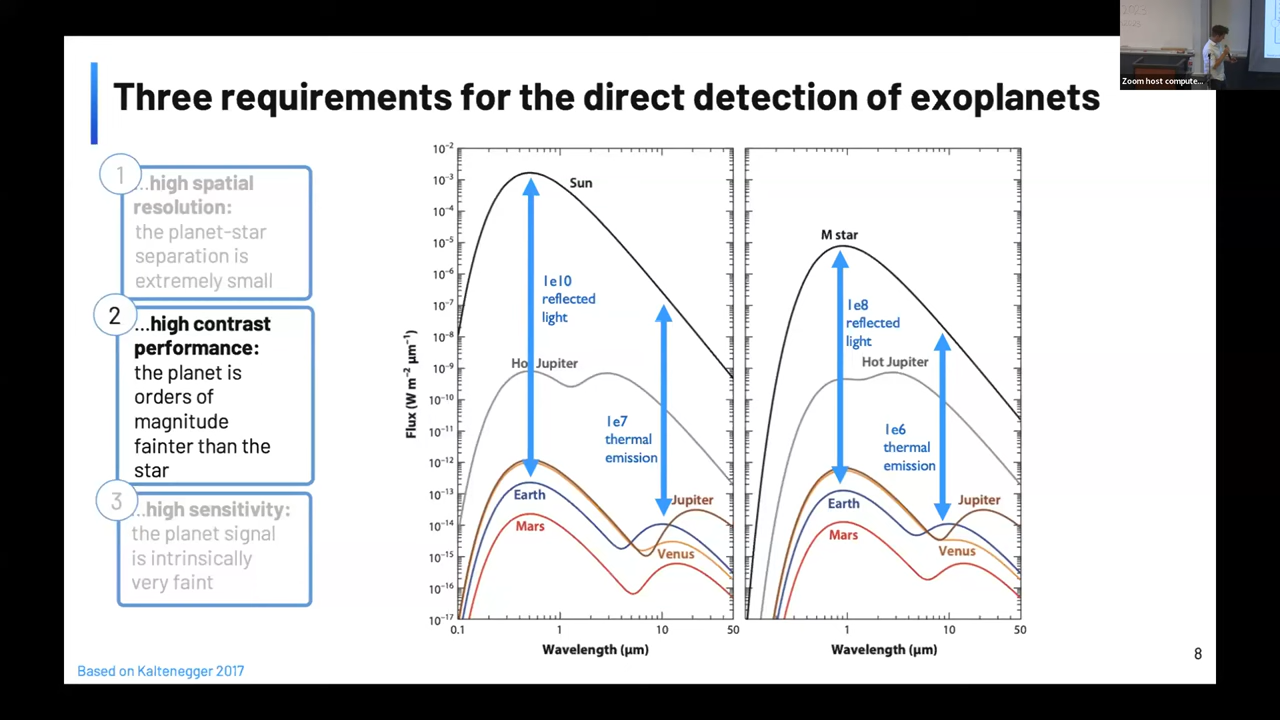 Zoom host compute...
Three requirements for the direct detection of exoplanets
1
...high spatial
resolution:
the planet-star
separation is
extremely small
2
...high contrast
performance:
the planet is
orders of
magnitude
fainter than the
star
3
...high sensitivity:
the planet signal
is intrinsically
very faint
Flux (W m⁻² μm⁻¹)
10⁻²
10⁻³
10⁻⁴
10⁻⁵
10⁻⁶
10⁻⁷
10⁻⁸
10⁻⁹
10⁻¹⁰
10⁻¹¹
10⁻¹²
10⁻¹³
10⁻¹⁴
10⁻¹⁵
10⁻¹⁶
10⁻¹⁷
Sun
1e10
reflected
light
Hot Jupiter
1e7
thermal
emission
Earth
Mars
Jupiter
Venus
0.1 1 10 50
Wavelength (μm)
M star
1e8
reflected
light
Hot Jupiter
1e6
thermal
emission
Earth
Mars
Jupiter
Venus
1 10 50
Wavelength (μm)
Based on Kaltenegger 2017
8